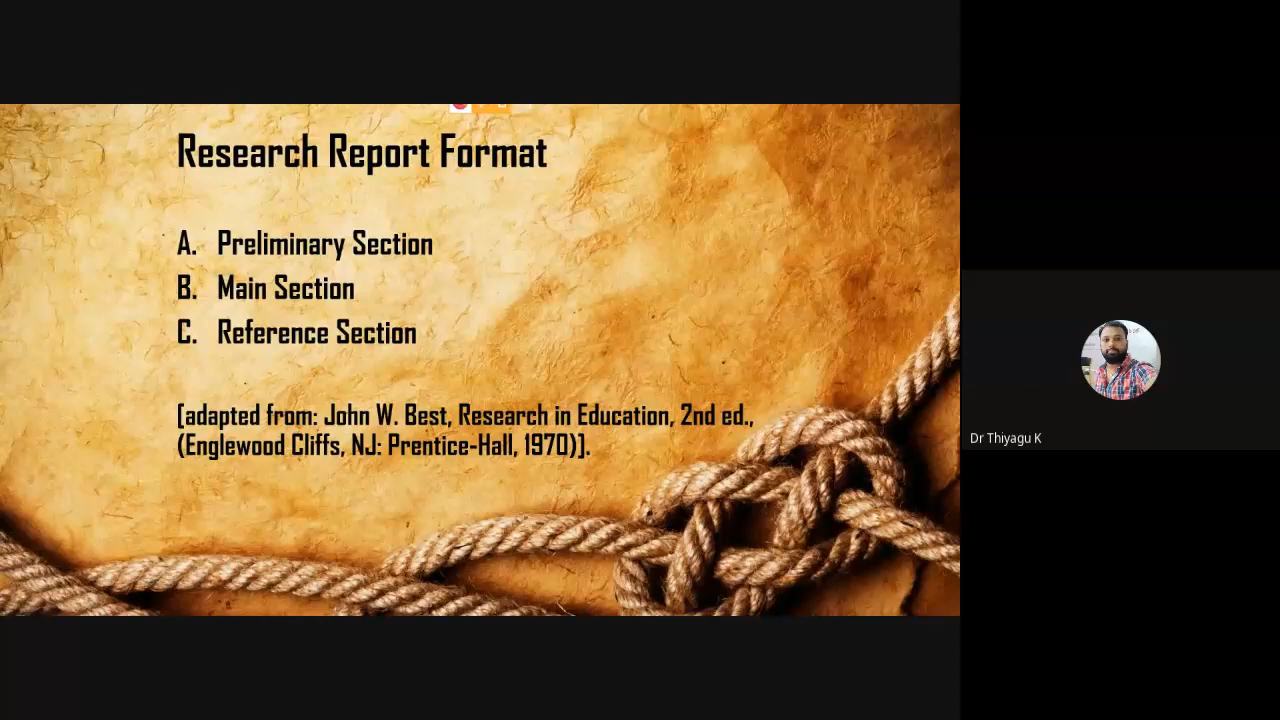 Research Report Format
A. Preliminary Section
B. Main Section
C. Reference Section
[adapted from: John W. Best, Research in Education, 2nd ed.,
(Englewood Cliffs, NJ: Prentice-Hall, 1970)].
Dr Thiyagu K